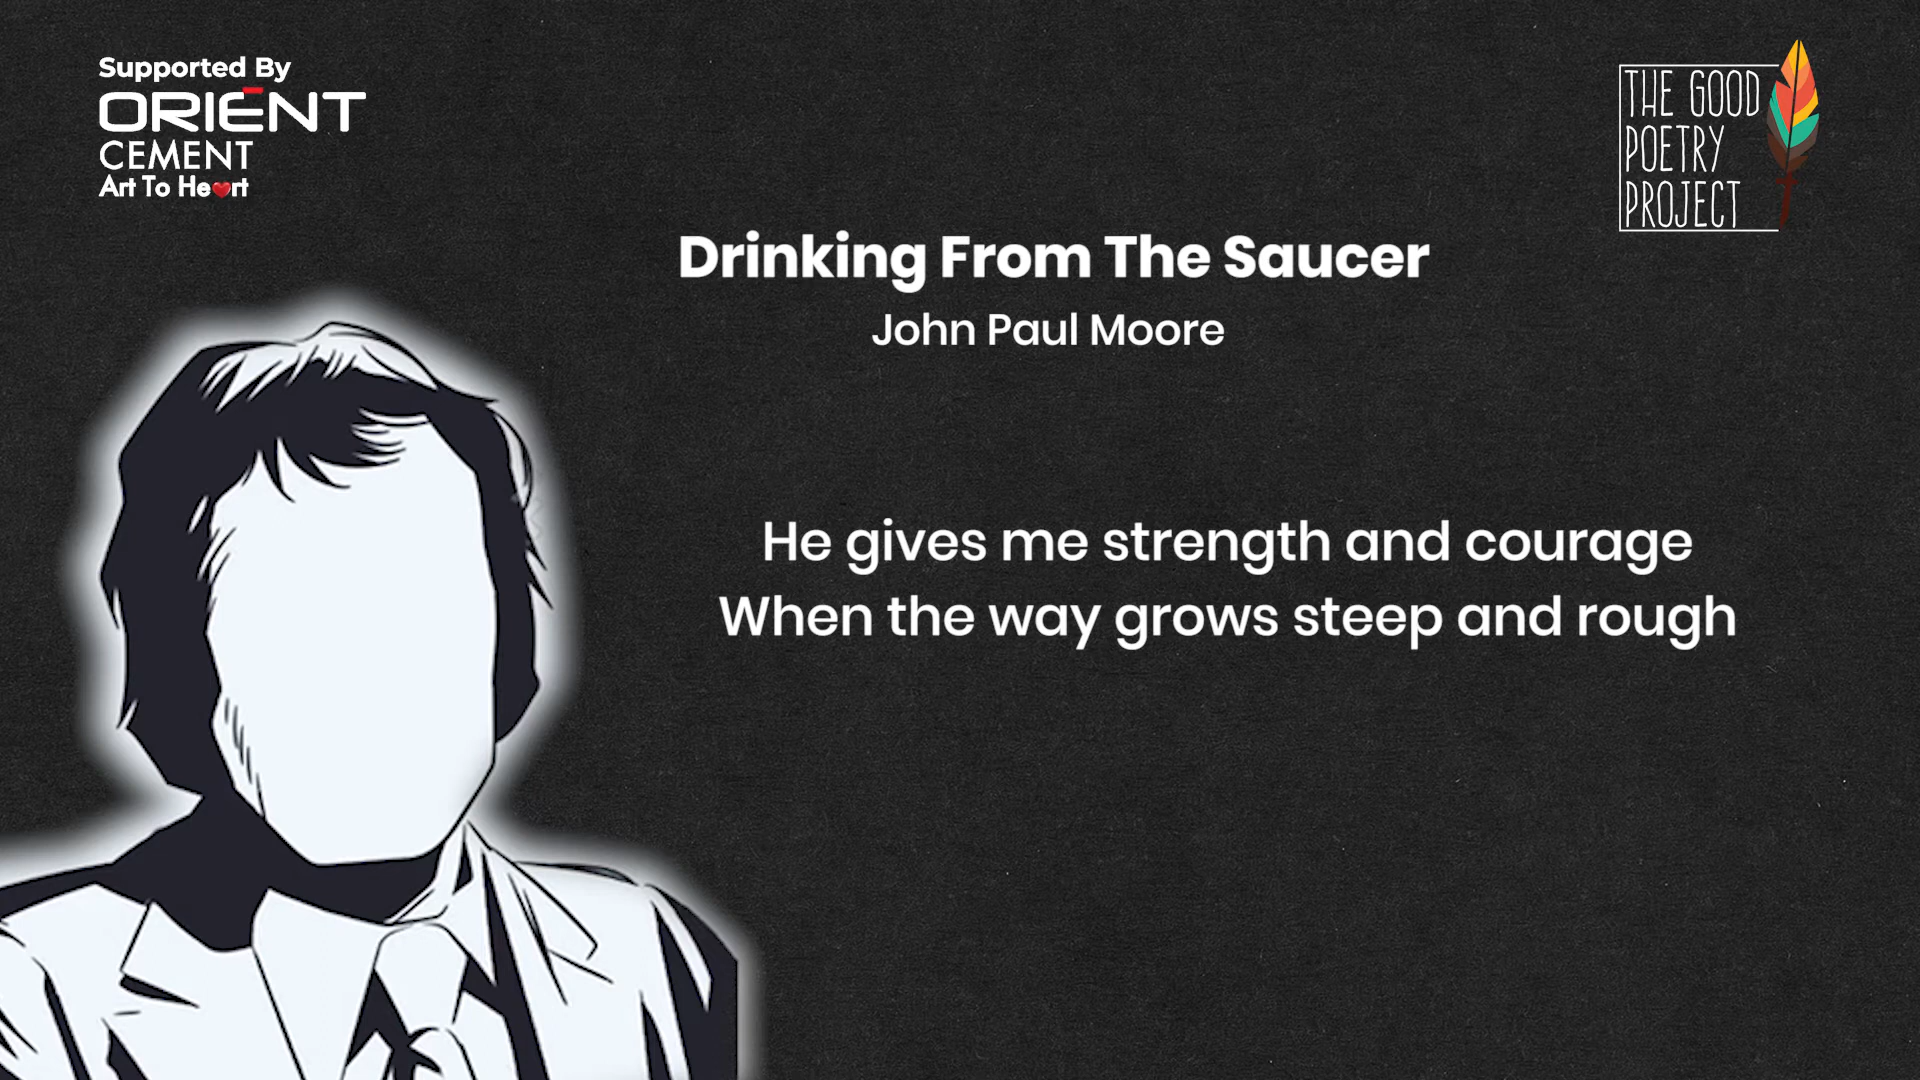 Supported By
ORIENT
CEMENT
Art To Heart
THE GOOD
POETRY
PROJECT
Drinking From The Saucer
John Paul Moore
He gives me strength and courage
When the way grows steep and rough